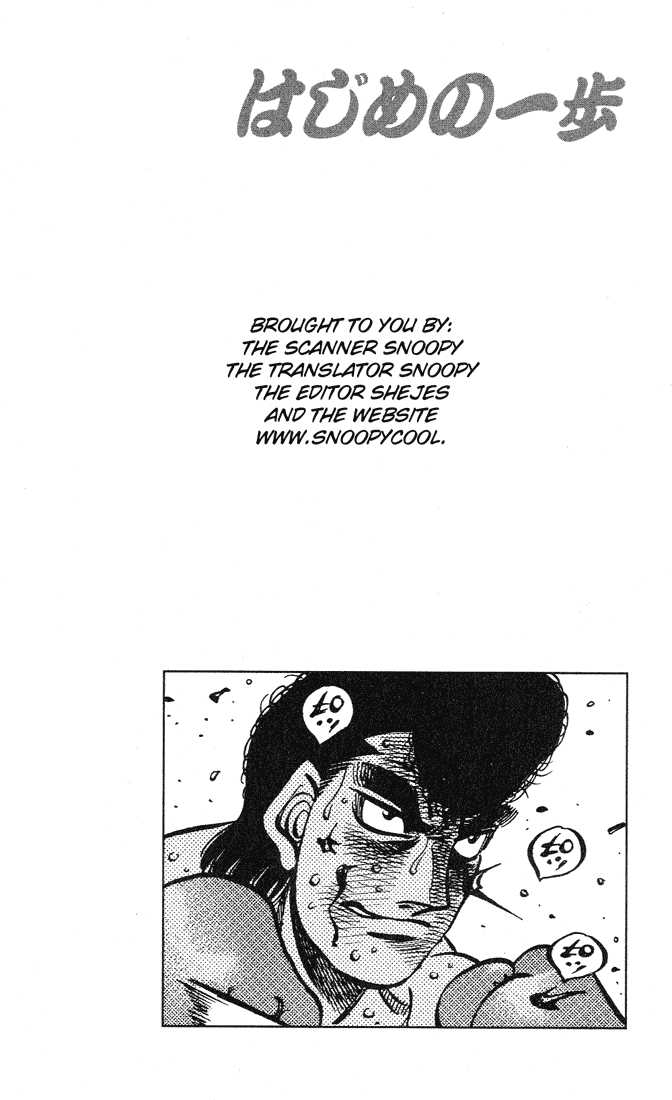 はじめの一歩
BROUGHT TO YOU BY:
THE SCANNER SNOOPY
THE TRANSLATOR SNOOPY
THE EDITOR SHEJES
AND THE WEBSITE
WWW.SNOOPYCOOL.